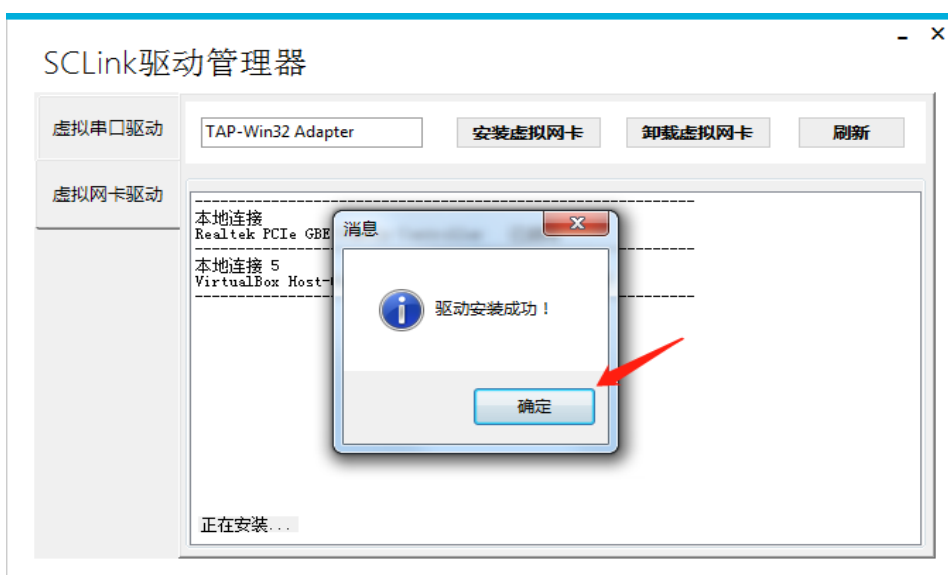 SCLink驱动管理器
虚拟串口驱动
TAP-Win32 Adapter
安装虚拟网卡
卸载虚拟网卡
刷新
虚拟网卡驱动
本地连接
Realtek PCIe GBE
本地连接 5
VirtualBox Host-
消息
驱动安装成功！
确定
正在安装...